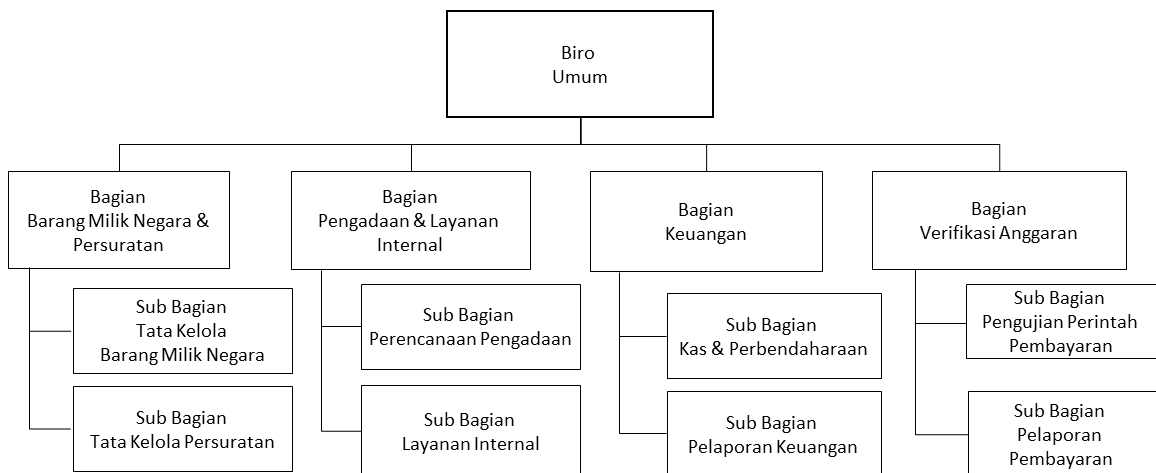 Biro
Umum
Bagian
Barang Milik Negara &
Persuratan
Bagian
Pengadaan & Layanan
Internal
Bagian
Keuangan
Bagian
Verifikasi Anggaran
Sub Bagian
Tata Kelola
Barang Milik Negara
Sub Bagian
Perencanaan Pengadaan
Sub Bagian
Kas & Perbendaharaan
Sub Bagian
Pengujian Perintah
Pembayaran
Sub Bagian
Tata Kelola Persuratan
Sub Bagian
Layanan Internal
Sub Bagian
Pelaporan Keuangan
Sub Bagian
Pelaporan
Pembayaran